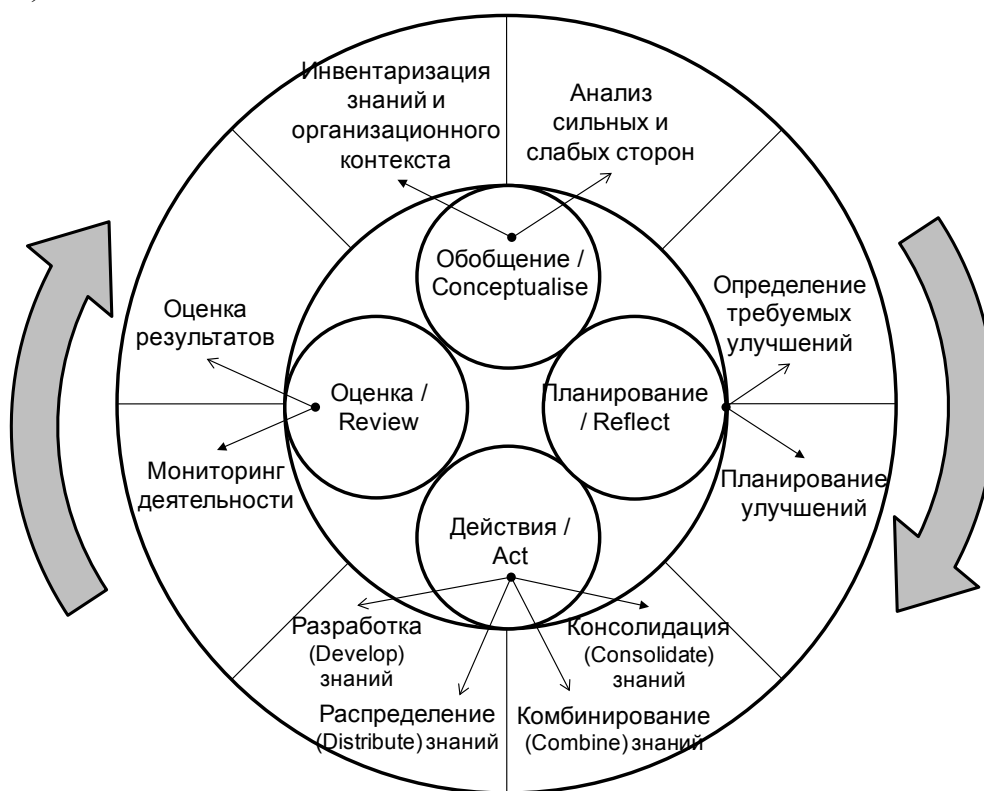 Инвентаризация
знаний и
организационного
контекста
Анализ
сильных и
слабых сторон
Обобщение /
Conceptualise
Оценка
результатов
Определение
требуемых
улучшений
Оценка /
Review
Планирование
/ Reflect
Мониторинг
деятельности
Планирование
улучшений
Действия /
Act
Разработка
(Develop)
знаний
Консолидация
(Consolidate)
знаний
Распределение
(Distribute) знаний
Комбинирование
(Combine) знаний